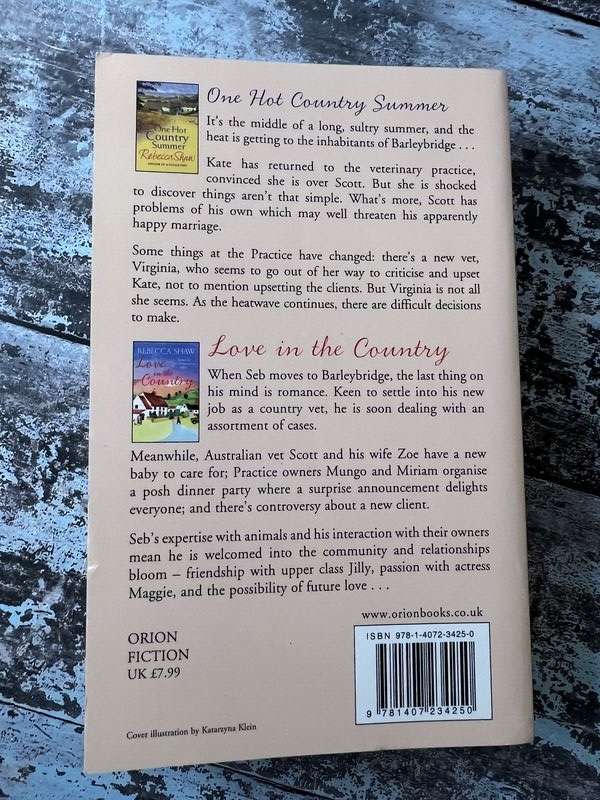 One Hot Country Summer
It's the middle of a long, sultry summer, and the
heat is getting to the inhabitants of Barleybridge . . .
One Hot
Country
Summer
Rebecca Shaw
Kate has returned to the veterinary practice,
convinced she is over Scott. But she is shocked
to discover things aren't that simple. What's more, Scott has
problems of his own which may well threaten his apparently
happy marriage.
Some things at the Practice have changed: there's a new vet,
Virginia, who seems to go out of her way to criticise and upset
Kate, not to mention upsetting the clients. But Virginia is not all
she seems. As the heatwave continues, there are difficult decisions
to make.
Love in the Country
REBECCA SHAW
Love
in the
Country
When Seb moves to Barleybridge, the last thing on
his mind is romance. Keen to settle into his new
job as a country vet, he is soon dealing with an
assortment of cases.
Meanwhile, Australian vet Scott and his wife Zoe have a new
baby to care for; Practice owners Mungo and Miriam organise
a posh dinner party where a surprise announcement delights
everyone; and there's controversy about a new client.
Seb's expertise with animals and his interaction with their owners
mean he is welcomed into the community and relationships
bloom – friendship with upper class Jilly, passion with actress
Maggie, and the possibility of future love . . .
www.orionbooks.co.uk
ORION
FICTION
UK £7.99
ISBN 978-1-4072-3425-0
9 781407 234250
Cover illustration by Katarzyna Klein